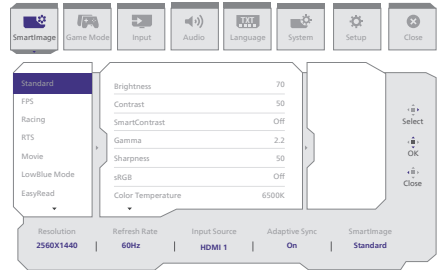 SmartImage
Game Mode
Input
Audio
TXT
Language
System
Setup
Close
Standard
FPS
Racing
RTS
Movie
LowBlue Mode
EasyRead
Brightness 70
Contrast 50
SmartContrast Off
Gamma 2.2
Sharpness 50
sRGB Off
Color Temperature 6500K
Select
OK
Close
Resolution Refresh Rate Input Source Adaptive Sync SmartImage
2560X1440 | 60Hz | HDMI 1 | On | Standard